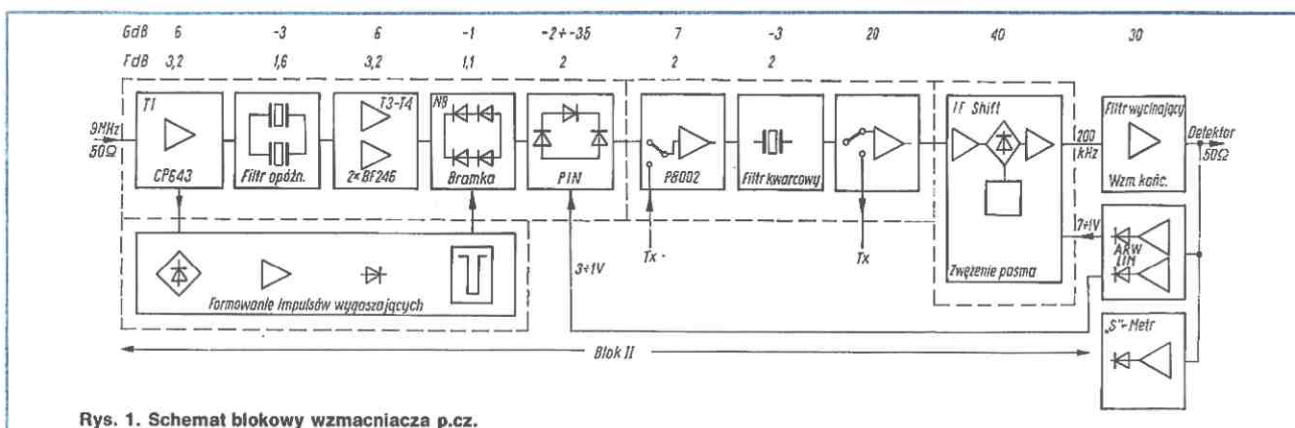 GdB 6 -3 6 -1 -2÷-35 7 -3 20 40 30
FdB 3,2 1,6 3,2 1,1 2 2 2
T1 T3-T4 NB IF Shift Filtr wycinający
9MHz 200 Detektor
50Ω kHz 50Ω
CP643 Filtr opóźn. 2×BF246 Bramka PIN P8002 Filtr kwarcowy Wzm. końc.
7÷1V
ARW
LIM
3÷1V Tx Tx Zwężenie pasma
Formowanie impulsów wygaszających
„S"-Metr
Blok II
Rys. 1. Schemat blokowy wzmacniacza p.cz.